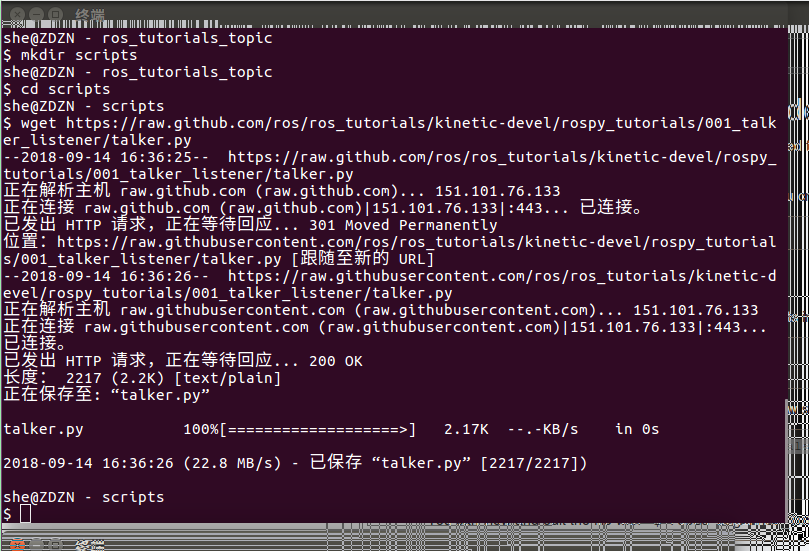 终端
she@ZDZN - ros_tutorials_topic
$ mkdir scripts
she@ZDZN - ros_tutorials_topic
$ cd scripts
she@ZDZN - scripts
$ wget https://raw.github.com/ros/ros_tutorials/kinetic-devel/rospy_tutorials/001_talk
er_listener/talker.py
--2018-09-14 16:36:25--  https://raw.github.com/ros/ros_tutorials/kinetic-devel/rospy_
tutorials/001_talker_listener/talker.py
正在解析主机 raw.github.com (raw.github.com)... 151.101.76.133
正在连接 raw.github.com (raw.github.com)|151.101.76.133|:443... 已连接。
已发出 HTTP 请求，正在等待回应... 301 Moved Permanently
位置：https://raw.githubusercontent.com/ros/ros_tutorials/kinetic-devel/rospy_tutorial
s/001_talker_listener/talker.py [跟随至新的 URL]
--2018-09-14 16:36:26--  https://raw.githubusercontent.com/ros/ros_tutorials/kinetic-d
evel/rospy_tutorials/001_talker_listener/talker.py
正在解析主机 raw.githubusercontent.com (raw.githubusercontent.com)... 151.101.76.133
正在连接 raw.githubusercontent.com (raw.githubusercontent.com)|151.101.76.133|:443...
已连接。
已发出 HTTP 请求，正在等待回应... 200 OK
长度： 2217 (2.2K) [text/plain]
正在保存至: “talker.py”
talker.py           100%[===================>]   2.17K  --.-KB/s    in 0s
2018-09-14 16:36:26 (22.8 MB/s) - 已保存 “talker.py” [2217/2217])
she@ZDZN - scripts
$